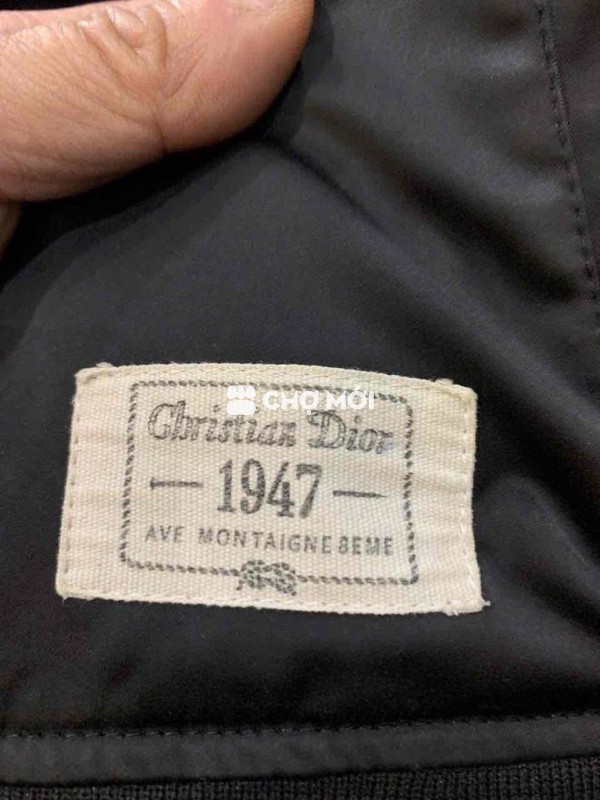 CHỢ MỚI
Christian Dior
1947
AVE MONTAIGNE 8EME